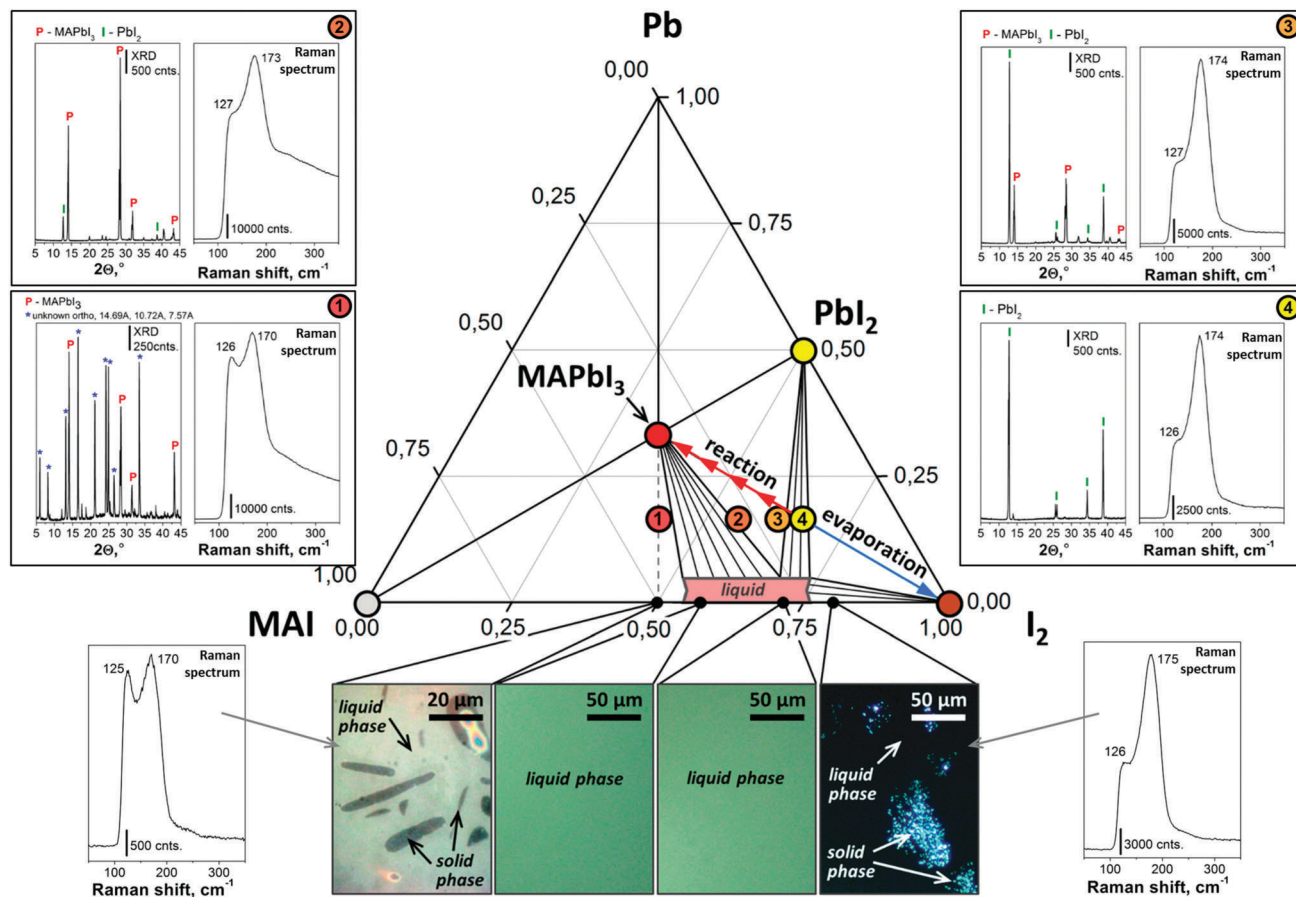 2
P - MAPbI₃ I - PbI₂
XRD
500 cnts.
P
P
I
P
I
P
5 10 15 20 25 30 35 40 45
2Θ,°
Raman
spectrum
173
127
10000 cnts.
100 200 300
Raman shift, cm⁻¹
1
P - MAPbI₃
* unknown ortho, 14.69A, 10.72A, 7.57A
XRD
250cnts.
* * * P * * * * * P * P * P
5 10 15 20 25 30 35 40 45
2Θ,°
Raman
spectrum
126
170
10000 cnts.
100 200 300
Raman shift, cm⁻¹
Pb
0,00
1,00
0,25
0,75
0,50
PbI₂
0,50
MAPbI₃
0,75
reaction
0,25
1 2 3 4
evaporation
1,00
liquid
0,00
MAI
0,00
0,25
0,50
0,75
1,00
I₂
3
P - MAPbI₃ I - PbI₂
XRD
500 cnts.
I
P
I
P
I
I
P
5 10 15 20 25 30 35 40 45
2Θ,°
Raman
spectrum
174
127
5000 cnts.
100 200 300
Raman shift, cm⁻¹
4
I - PbI₂
XRD
500 cnts.
I
I
I
I
5 10 15 20 25 30 35 40 45
2Θ,°
Raman
spectrum
174
126
2500 cnts.
100 200 300
Raman shift, cm⁻¹
Raman
spectrum
125
170
500 cnts.
100 200 300
Raman shift, cm⁻¹
20 µm
liquid
phase
solid
phase
50 µm
liquid phase
50 µm
liquid phase
50 µm
liquid
phase
solid
phase
Raman
spectrum
175
126
3000 cnts.
100 200 300
Raman shift, cm⁻¹